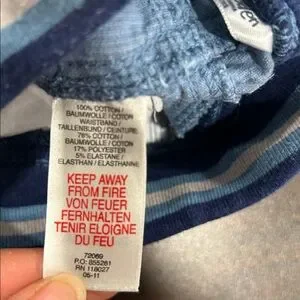 100% COTTON /
BAUMWOLLE / COTON
WAISTBAND /
TAILLENBUND / CEINTURE:
78% COTTON /
BAUMWOLLE / COTON
17% POLYESTER
5% ELASTANE /
ELASTHAN / ELASTHANNE
KEEP AWAY
FROM FIRE
VON FEUER
FERNHALTEN
TENIR ELOIGNE
DU FEU
72069
P.O. 855261
RN 118027
05-11